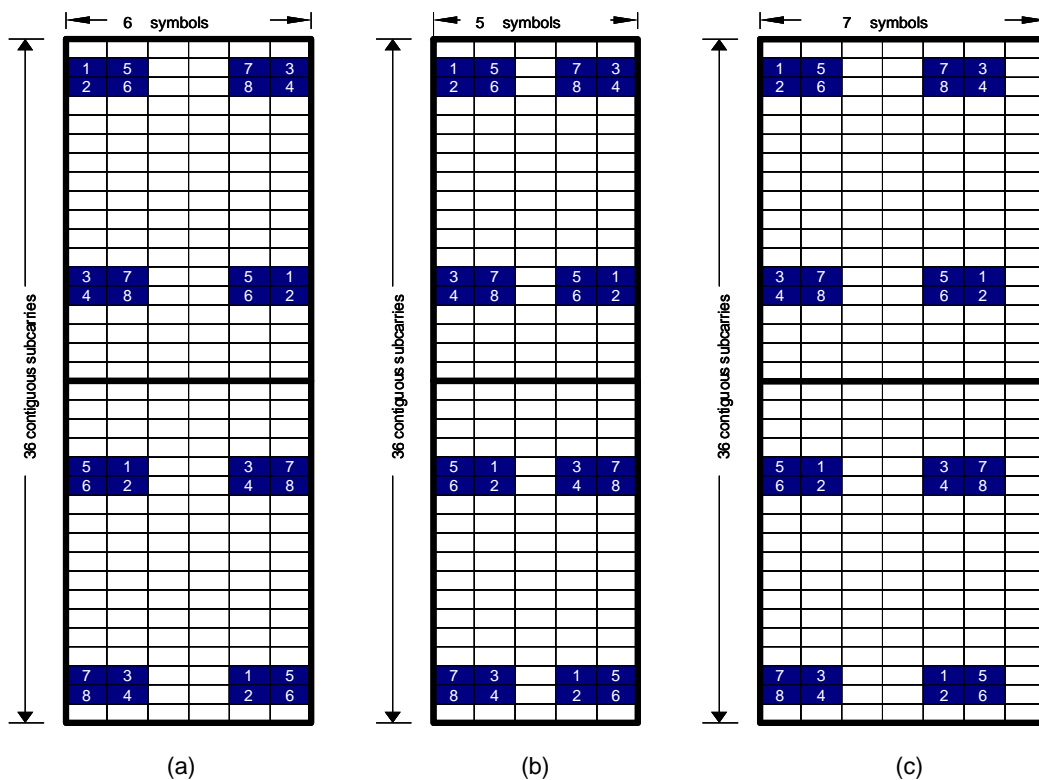 6 symbols
5 symbols
7 symbols
36 contiguous subcarries
36 contiguous subcarries
36 contiguous subcarries
1 5 7 3
2 6 8 4
3 7 5 1
4 8 6 2
5 1 3 7
6 2 4 8
7 3 1 5
8 4 2 6
1 5 7 3
2 6 8 4
3 7 5 1
4 8 6 2
5 1 3 7
6 2 4 8
7 3 1 5
8 4 2 6
1 5 7 3
2 6 8 4
3 7 5 1
4 8 6 2
5 1 3 7
6 2 4 8
7 3 1 5
8 4 2 6
(a)
(b)
(c)